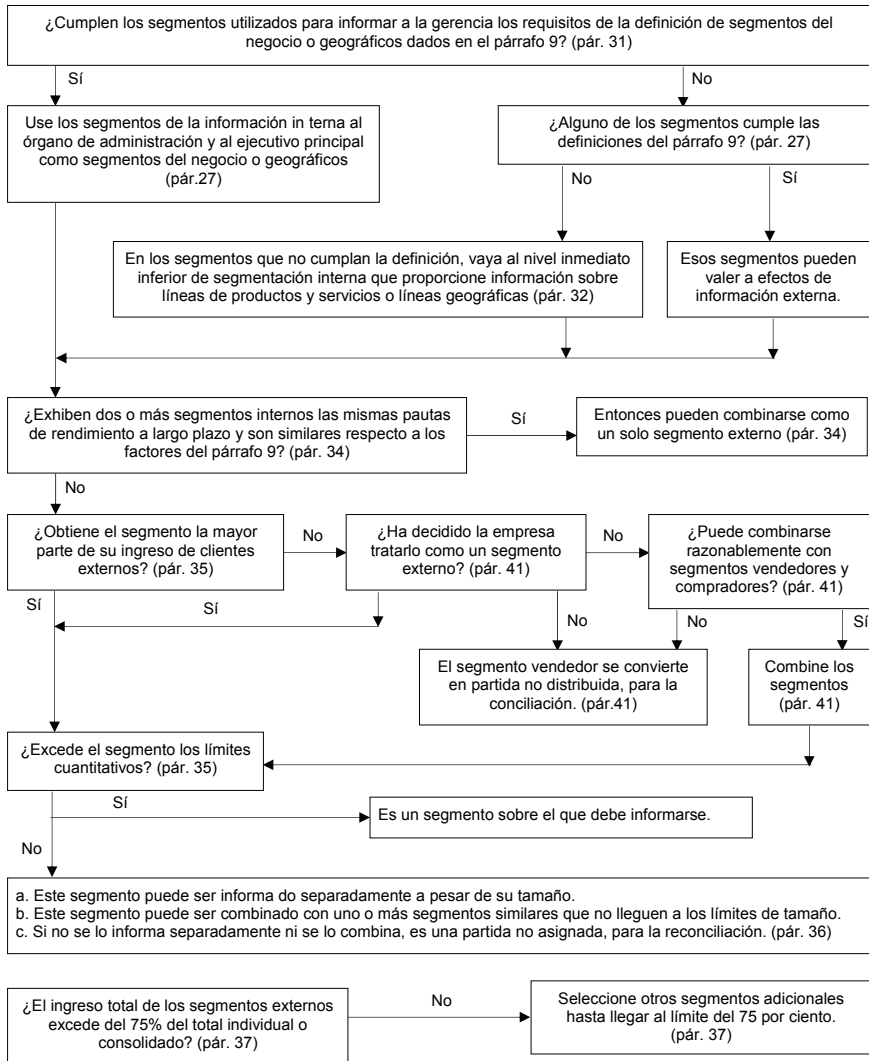 ¿Cumplen los segmentos utilizados para informar a la gerencia los requisitos de la definición de segmentos del
negocio o geográficos dados en el párrafo 9? (pár. 31)
Sí
No
Use los segmentos de la información in terna al
órgano de administración y al ejecutivo principal
como segmentos del negocio o geográficos
(pár.27)
¿Alguno de los segmentos cumple las
definiciones del párrafo 9? (pár. 27)
No
Sí
En los segmentos que no cumplan la definición, vaya al nivel inmediato
inferior de segmentación interna que proporcione información sobre
líneas de productos y servicios o líneas geográficas (pár. 32)
Esos segmentos pueden
valer a efectos de
información externa.
¿Exhiben dos o más segmentos internos las mismas pautas
de rendimiento a largo plazo y son similares respecto a los
factores del párrafo 9? (pár. 34)
Sí
Entonces pueden combinarse como
un solo segmento externo (pár. 34)
No
¿Obtiene el segmento la mayor
parte de su ingreso de clientes
externos? (pár. 35)
No
¿Ha decidido la empresa
tratarlo como un segmento
externo? (pár. 41)
No
¿Puede combinarse
razonablemente con
segmentos vendedores y
compradores? (pár. 41)
Sí
Sí
No
No
Sí
El segmento vendedor se convierte
en partida no distribuida, para la
conciliación. (pár.41)
Combine los
segmentos
(pár. 41)
¿Excede el segmento los límites
cuantitativos? (pár. 35)
Sí
Es un segmento sobre el que debe informarse.
No
a. Este segmento puede ser informa do separadamente a pesar de su tamaño.
b. Este segmento puede ser combinado con uno o más segmentos similares que no lleguen a los límites de tamaño.
c. Si no se lo informa separadamente ni se lo combina, es una partida no asignada, para la reconciliación. (pár. 36)
¿El ingreso total de los segmentos externos
excede del 75% del total individual o
consolidado? (pár. 37)
No
Seleccione otros segmentos adicionales
hasta llegar al límite del 75 por ciento.
(pár. 37)